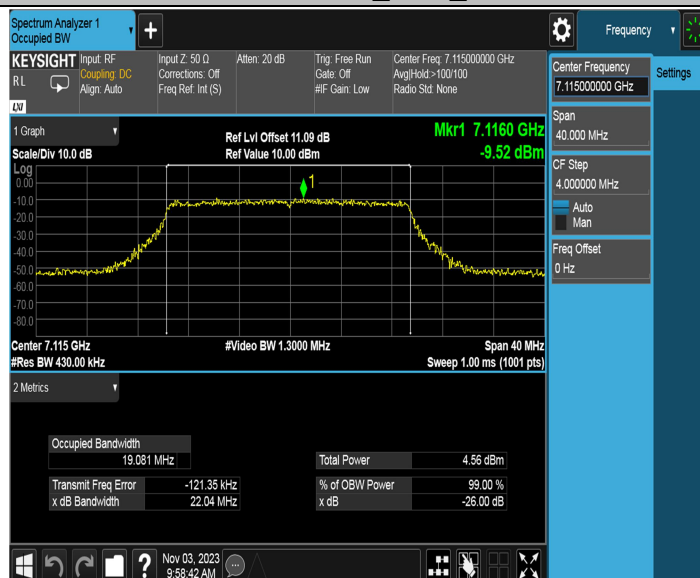 Spectrum Analyzer 1
Occupied BW
+
Frequency
KEYSIGHT
RL
LXI
Input: RF
Coupling: DC
Align: Auto
Input Z: 50 Ω
Corrections: Off
Freq Ref: Int (S)
Atten: 20 dB
Trig: Free Run
Gate: Off
#IF Gain: Low
Center Freq: 7.115000000 GHz
Avg|Hold:>100/100
Radio Std: None
Center Frequency
7.115000000 GHz
Settings
Span
40.000 MHz
CF Step
4.000000 MHz
Auto
Man
Freq Offset
0 Hz
1 Graph
Scale/Div 10.0 dB
Ref Lvl Offset 11.09 dB
Ref Value 10.00 dBm
Mkr1 7.1160 GHz
-9.52 dBm
Log
0.00
-10.0
-20.0
-30.0
-40.0
-50.0
-60.0
-70.0
-80.0
1
Center 7.115 GHz
#Video BW 1.3000 MHz
Span 40 MHz
#Res BW 430.00 kHz
Sweep 1.00 ms (1001 pts)
2 Metrics
Occupied Bandwidth
19.081 MHz
Total Power 4.56 dBm
Transmit Freq Error -121.35 kHz
% of OBW Power 99.00 %
x dB Bandwidth 22.04 MHz
x dB -26.00 dB
?
Nov 03, 2023
9:58:42 AM